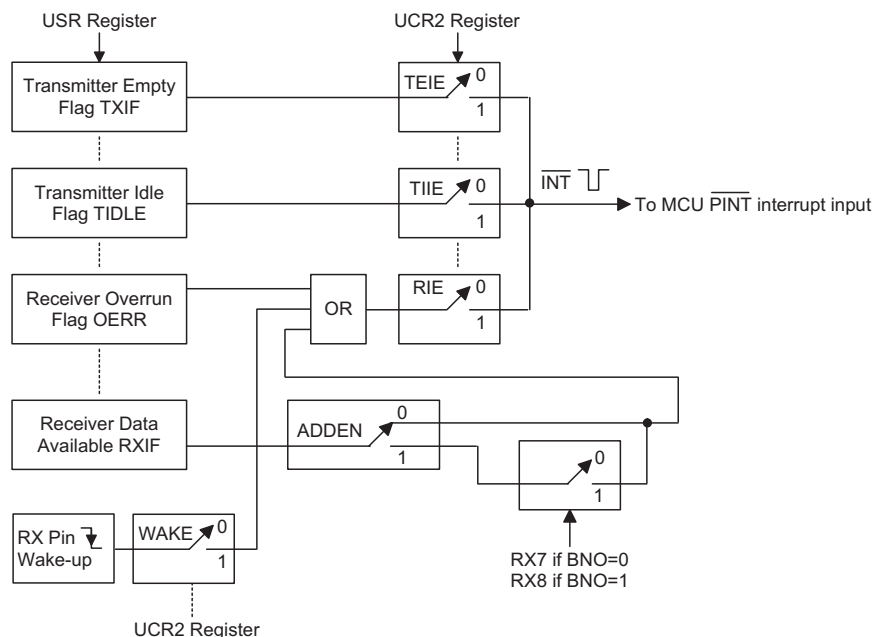 USR Register
UCR2 Register
Transmitter Empty
Flag TXIF
TEIE
0
1
Transmitter Idle
Flag TIDLE
TIIE
0
1
INT
To MCU PINT interrupt input
Receiver Overrun
Flag OERR
OR
RIE
0
1
Receiver Data
Available RXIF
ADDEN
0
1
0
1
RX Pin
Wake-up
WAKE
0
1
RX7 if BNO=0
RX8 if BNO=1
UCR2 Register